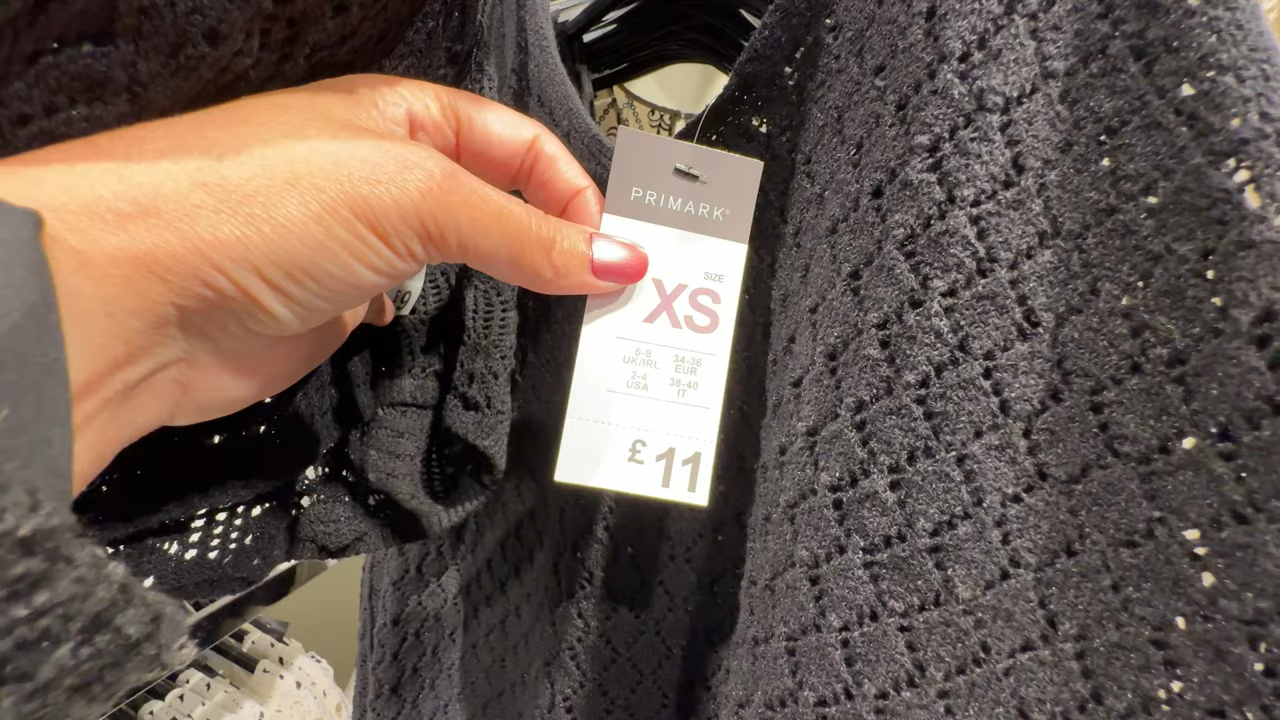 PRIMARK®
SIZE
XS
6-8 34-36
UK/IRL EUR
2-4 38-40
USA IT
£11